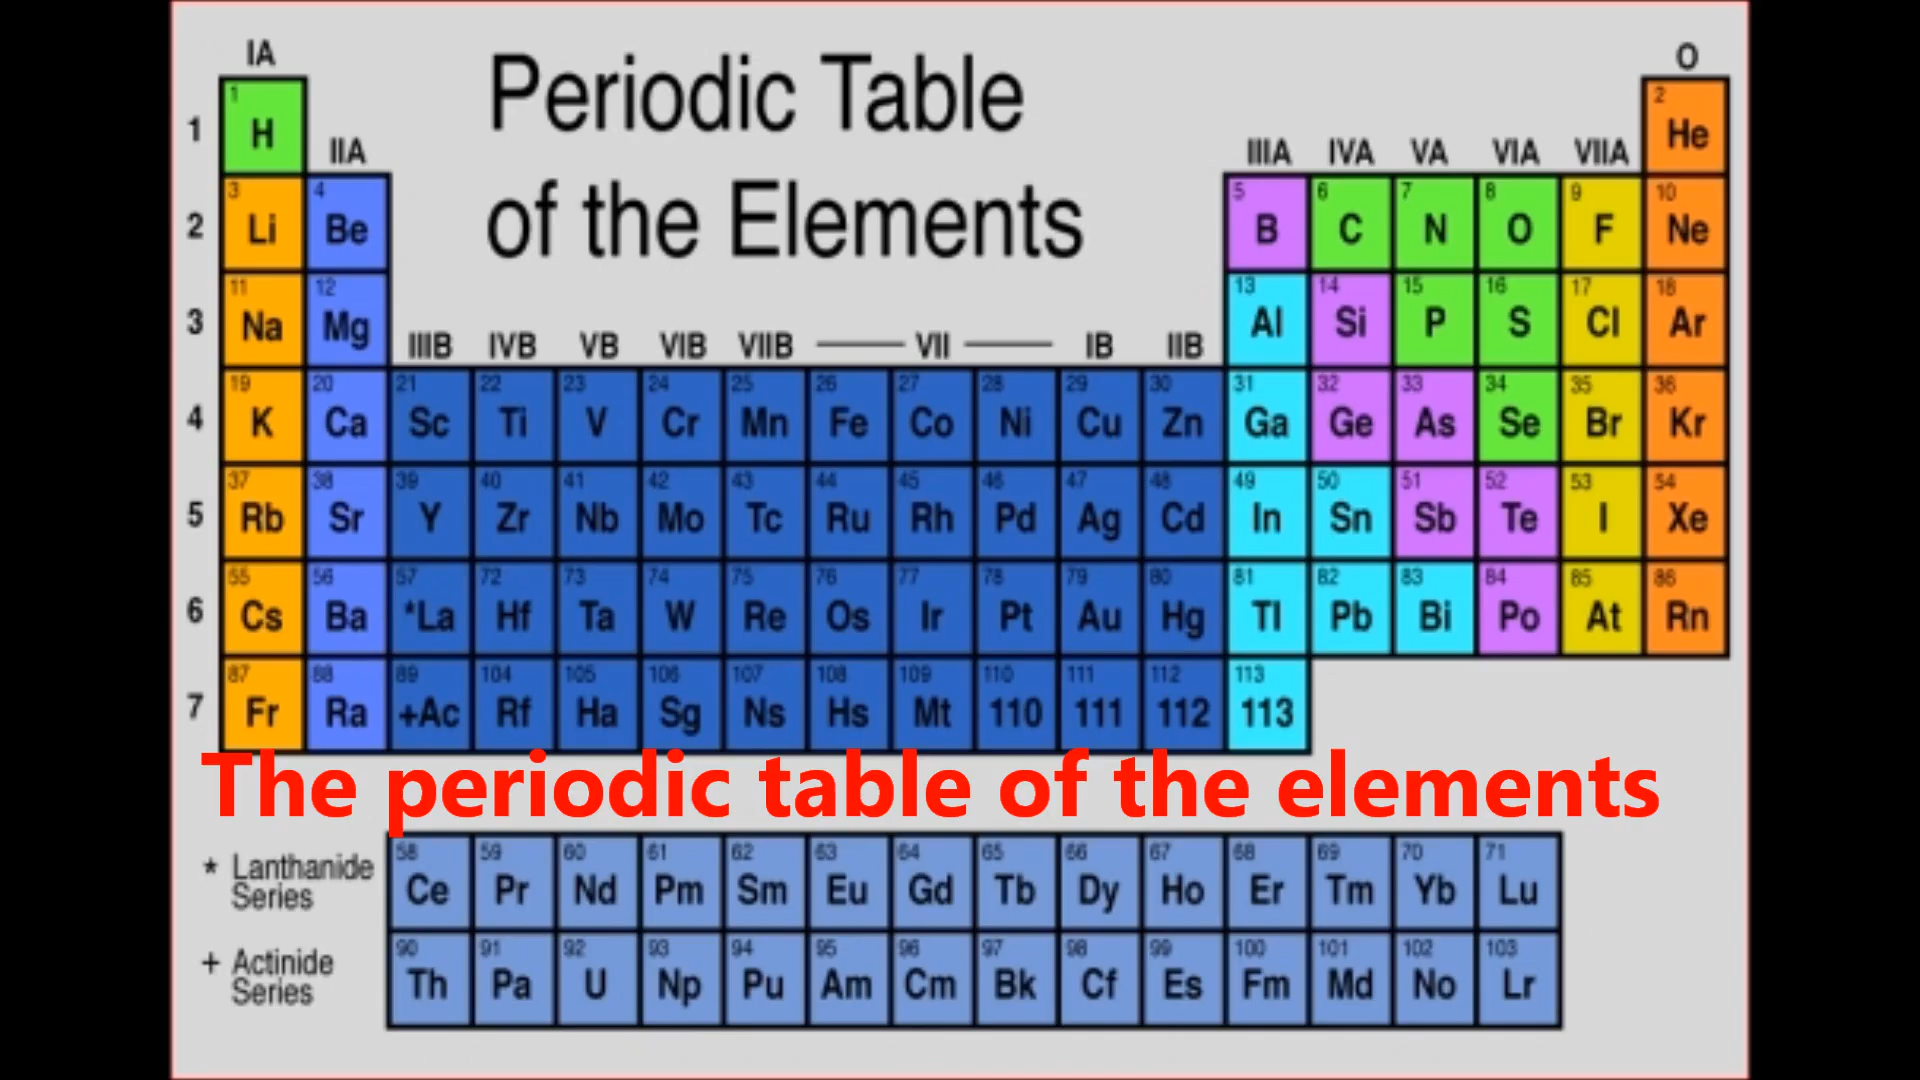 IA
O
Periodic Table
of the Elements
1
1
H
IIA
IIIA IVA VA VIA VIIA
2
He
2
3
Li
4
Be
5
B
6
C
7
N
8
O
9
F
10
Ne
3
11
Na
12
Mg
IIIB IVB VB VIB VIIB VII IB IIB
13
Al
14
Si
15
P
16
S
17
Cl
18
Ar
4
19
K
20
Ca
21
Sc
22
Ti
23
V
24
Cr
25
Mn
26
Fe
27
Co
28
Ni
29
Cu
30
Zn
31
Ga
32
Ge
33
As
34
Se
35
Br
36
Kr
5
37
Rb
38
Sr
39
Y
40
Zr
41
Nb
42
Mo
43
Tc
44
Ru
45
Rh
46
Pd
47
Ag
48
Cd
49
In
50
Sn
51
Sb
52
Te
53
I
54
Xe
6
55
Cs
56
Ba
57
*La
72
Hf
73
Ta
74
W
75
Re
76
Os
77
Ir
78
Pt
79
Au
80
Hg
81
Tl
82
Pb
83
Bi
84
Po
85
At
86
Rn
7
87
Fr
88
Ra
89
+Ac
104
Rf
105
Ha
106
Sg
107
Ns
108
Hs
109
Mt
110
110
111
111
112
112
113
113
The periodic table of the elements
* Lanthanide
Series
58
Ce
59
Pr
60
Nd
61
Pm
62
Sm
63
Eu
64
Gd
65
Tb
66
Dy
67
Ho
68
Er
69
Tm
70
Yb
71
Lu
+ Actinide
Series
90
Th
91
Pa
92
U
93
Np
94
Pu
95
Am
96
Cm
97
Bk
98
Cf
99
Es
100
Fm
101
Md
102
No
103
Lr